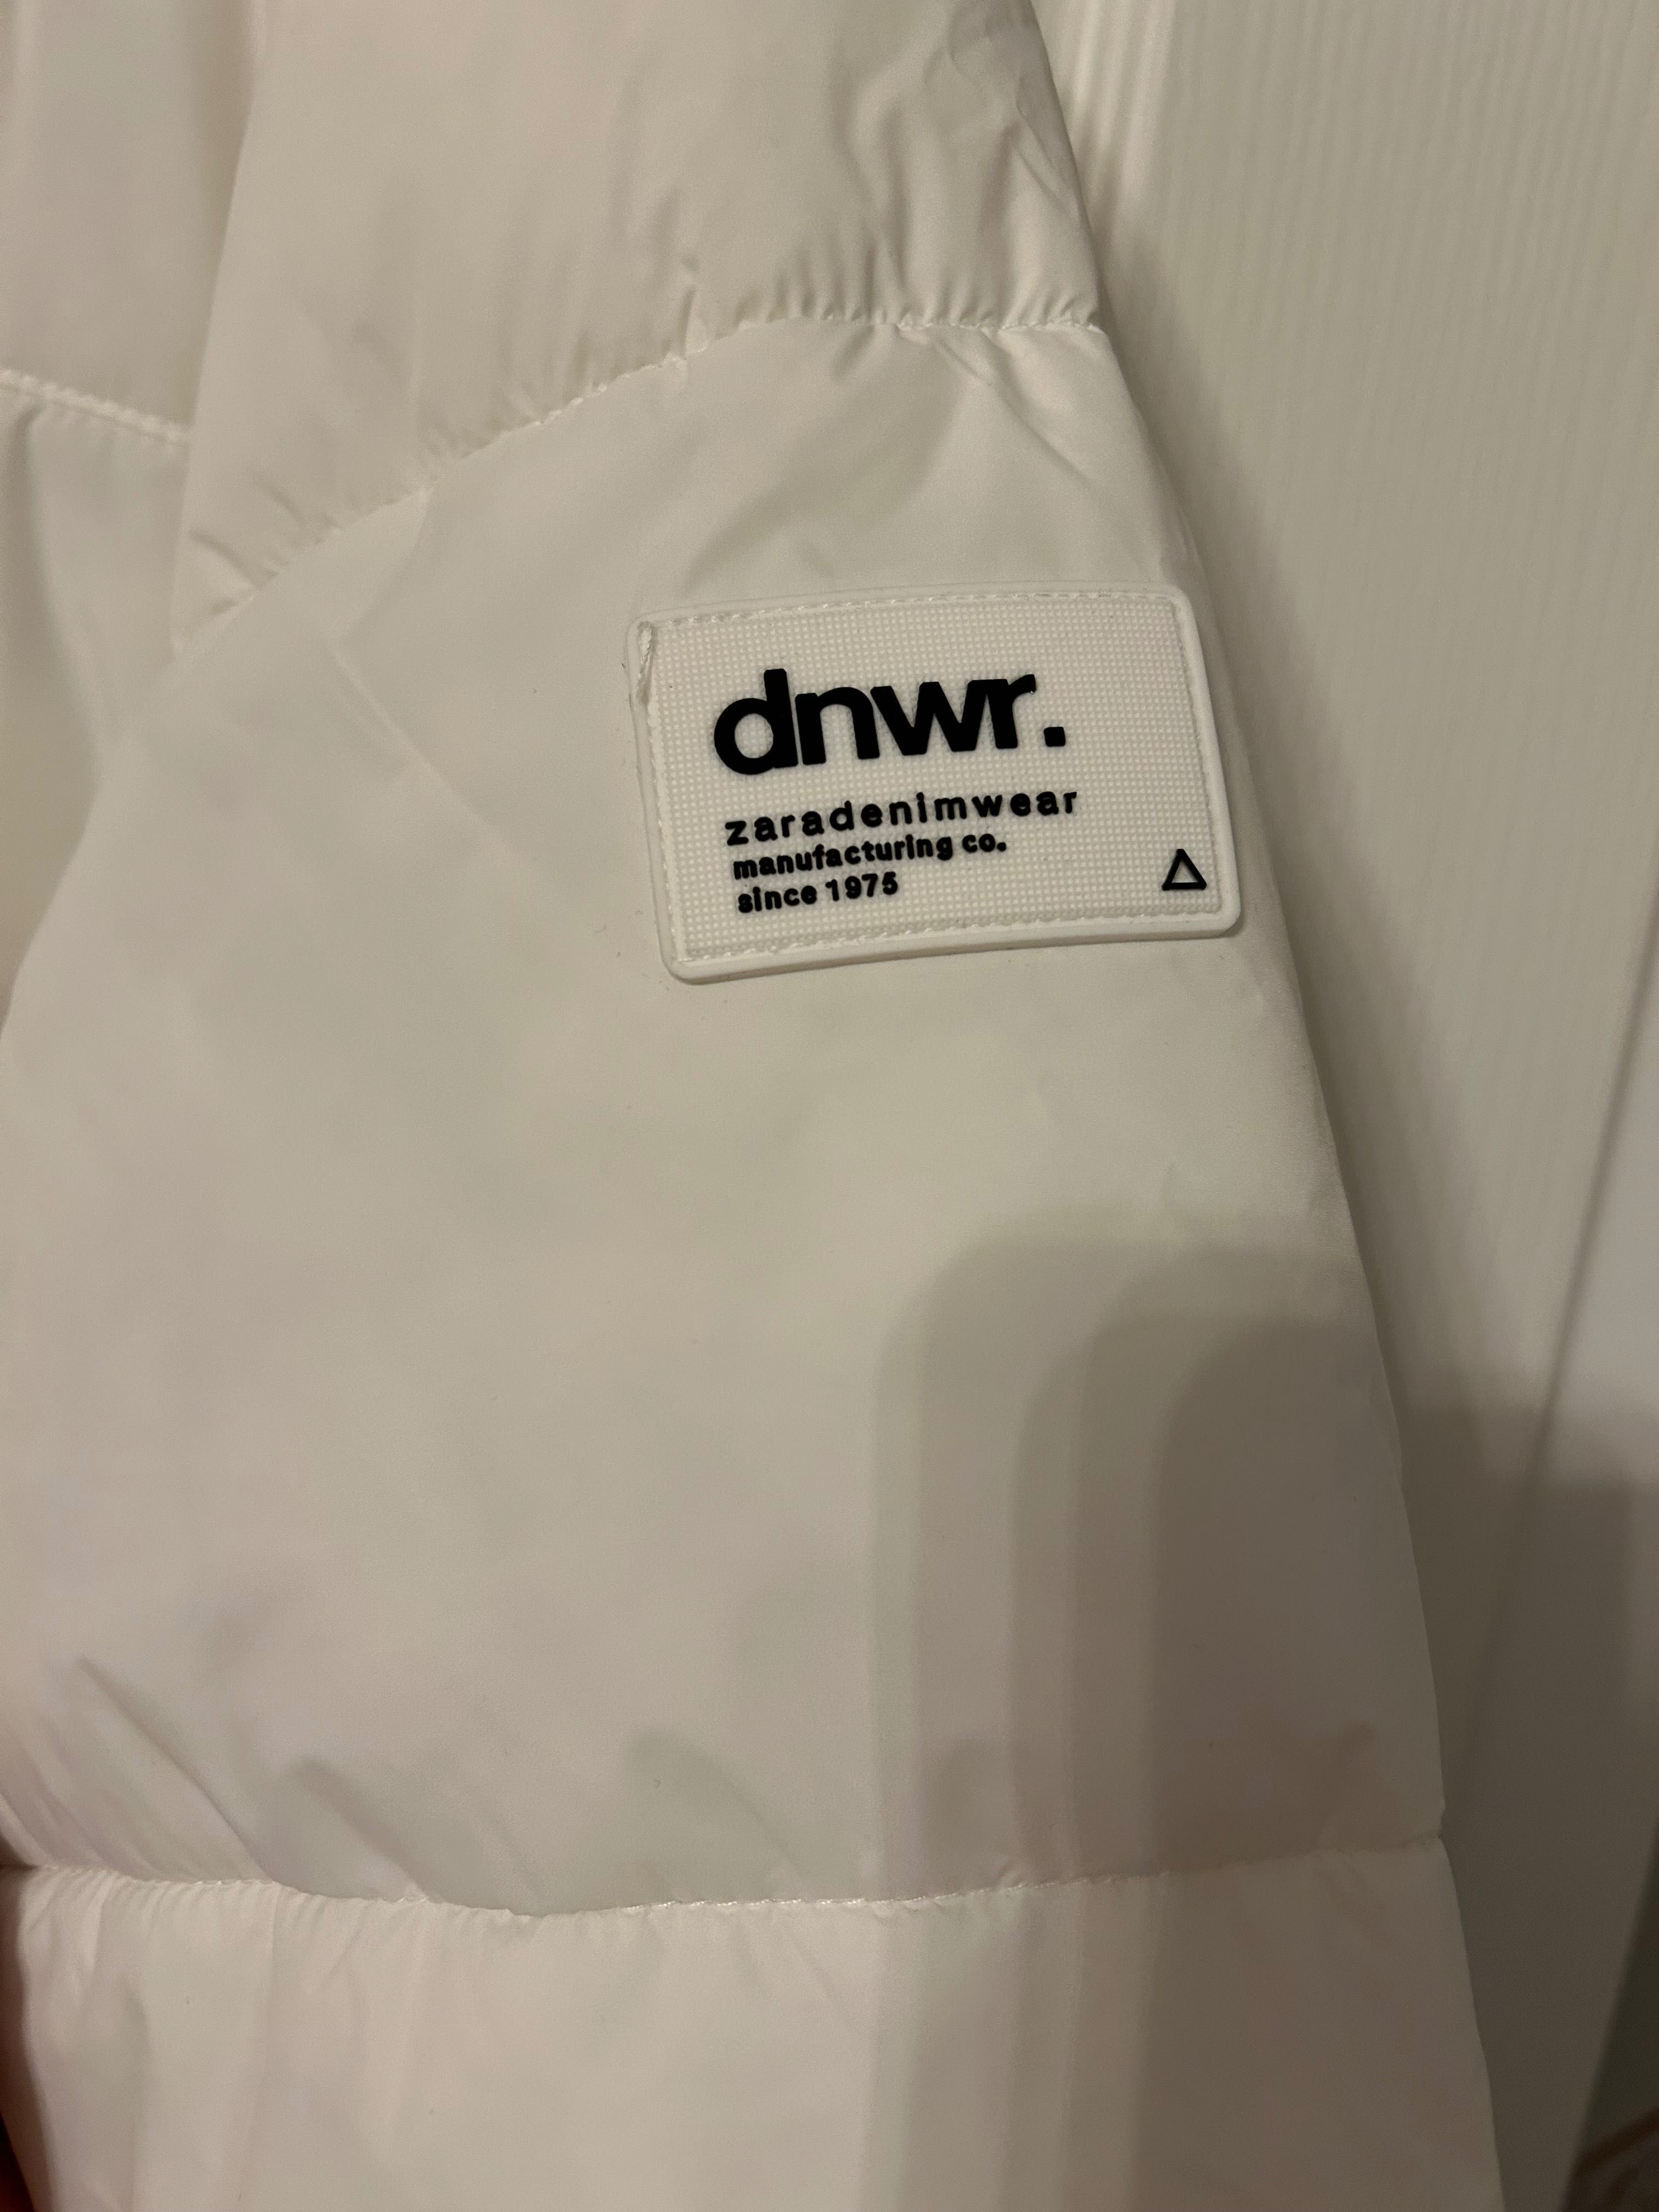 dnwr.
zaradenimwear
manufacturing co.
since 1975